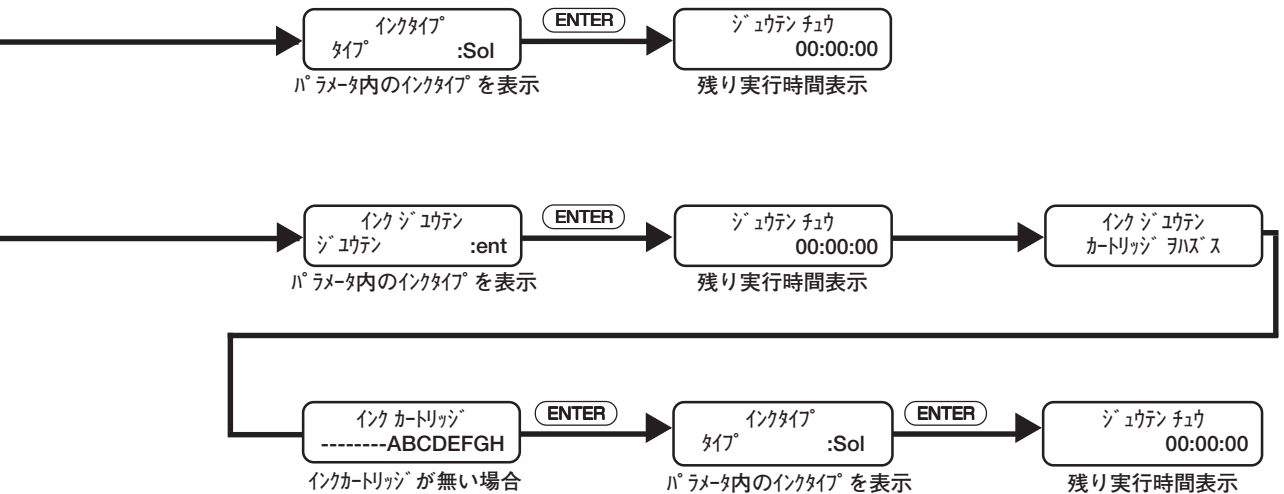 ｲﾝｸﾀｲﾌﾟ
ﾀｲﾌﾟ :Sol
ENTER
ｼﾞｭｳﾃﾝ ﾁｭｳ
00:00:00
ﾊﾟﾗﾒｰﾀ内のｲﾝｸﾀｲﾌﾟを表示
残り実行時間表示
ｲﾝｸ ｼﾞﾕｳﾃﾝ
ｼﾞﾕｳﾃﾝ :ent
ENTER
ｼﾞｭｳﾃﾝ ﾁｭｳ
00:00:00
ｲﾝｸ ｼﾞﾕｳﾃﾝ
ｶｰﾄﾘｯｼﾞ ｦﾊｽﾞｽ
ﾊﾟﾗﾒｰﾀ内のｲﾝｸﾀｲﾌﾟを表示
残り実行時間表示
ｲﾝｸ ｶｰﾄﾘｯｼﾞ
--------ABCDEFGH
ENTER
ｲﾝｸﾀｲﾌﾟ
ﾀｲﾌﾟ :Sol
ENTER
ｼﾞｭｳﾃﾝ ﾁｭｳ
00:00:00
ｲﾝｸｶｰﾄﾘｯｼﾞが無い場合
ﾊﾟﾗﾒｰﾀ内のｲﾝｸﾀｲﾌﾟを表示
残り実行時間表示